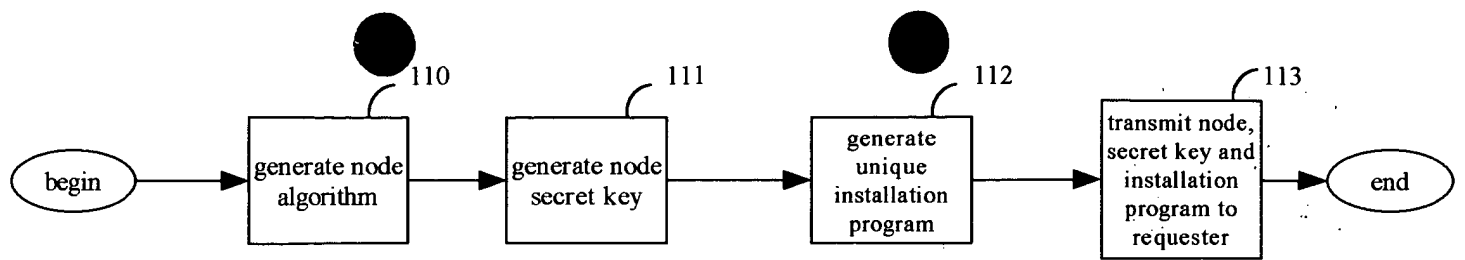 110
111
112
113
begin
generate node
algorithm
generate node
secret key
generate
unique
installation
program
transmit node,
secret key and
installation
program to
requester
end